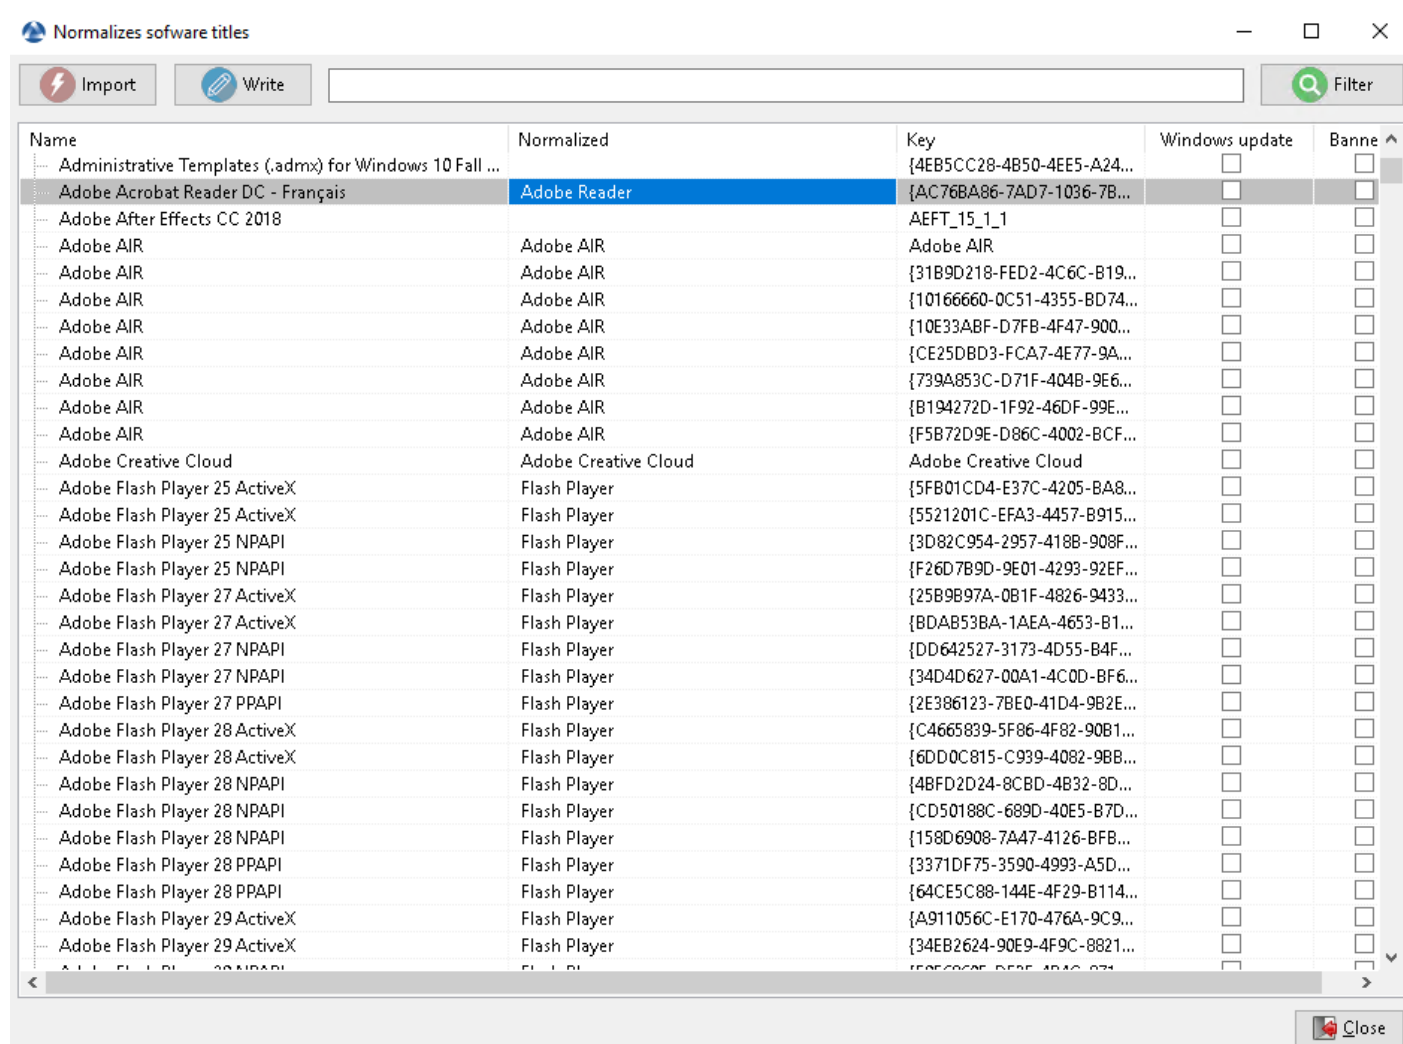 Normalizes sofware titles
Import Write Filter
Name Normalized Key Windows update Banne
Administrative Templates (.admx) for Windows 10 Fall ... {4EB5CC28-4B50-4EE5-A24...
Adobe Acrobat Reader DC - Français Adobe Reader {AC76BA86-7AD7-1036-7B...
Adobe After Effects CC 2018 AEFT_15_1_1
Adobe AIR Adobe AIR Adobe AIR
Adobe AIR Adobe AIR {31B9D218-FED2-4C6C-B19...
Adobe AIR Adobe AIR {10166660-0C51-4355-BD74...
Adobe AIR Adobe AIR {10E33ABF-D7FB-4F47-900...
Adobe AIR Adobe AIR {CE25DBD3-FCA7-4E77-9A...
Adobe AIR Adobe AIR {739A853C-D71F-404B-9E6...
Adobe AIR Adobe AIR {B194272D-1F92-46DF-99E...
Adobe AIR Adobe AIR {F5B72D9E-D86C-4002-BCF...
Adobe Creative Cloud Adobe Creative Cloud Adobe Creative Cloud
Adobe Flash Player 25 ActiveX Flash Player {5FB01CD4-E37C-4205-BA8...
Adobe Flash Player 25 ActiveX Flash Player {5521201C-EFA3-4457-B915...
Adobe Flash Player 25 NPAPI Flash Player {3D82C954-2957-418B-908F...
Adobe Flash Player 25 NPAPI Flash Player {F26D7B9D-9E01-4293-92EF...
Adobe Flash Player 27 ActiveX Flash Player {25B9B97A-0B1F-4826-9433...
Adobe Flash Player 27 ActiveX Flash Player {BDAB53BA-1AEA-4653-B1...
Adobe Flash Player 27 NPAPI Flash Player {DD642527-3173-4D55-B4F...
Adobe Flash Player 27 NPAPI Flash Player {34D4D627-00A1-4C0D-BF6...
Adobe Flash Player 27 PPAPI Flash Player {2E386123-7BE0-41D4-9B2E...
Adobe Flash Player 28 ActiveX Flash Player {C4665839-5F86-4F82-90B1...
Adobe Flash Player 28 ActiveX Flash Player {6DD0C815-C939-4082-9BB...
Adobe Flash Player 28 NPAPI Flash Player {4BFD2D24-8CBD-4B32-8D...
Adobe Flash Player 28 NPAPI Flash Player {CD50188C-689D-40E5-B7D...
Adobe Flash Player 28 NPAPI Flash Player {158D6908-7A47-4126-BFB...
Adobe Flash Player 28 PPAPI Flash Player {3371DF75-3590-4993-A5D...
Adobe Flash Player 28 PPAPI Flash Player {64CE5C88-144E-4F29-B114...
Adobe Flash Player 29 ActiveX Flash Player {A911056C-E170-476A-9C9...
Adobe Flash Player 29 ActiveX Flash Player {34EB2624-90E9-4F9C-8821...
Close